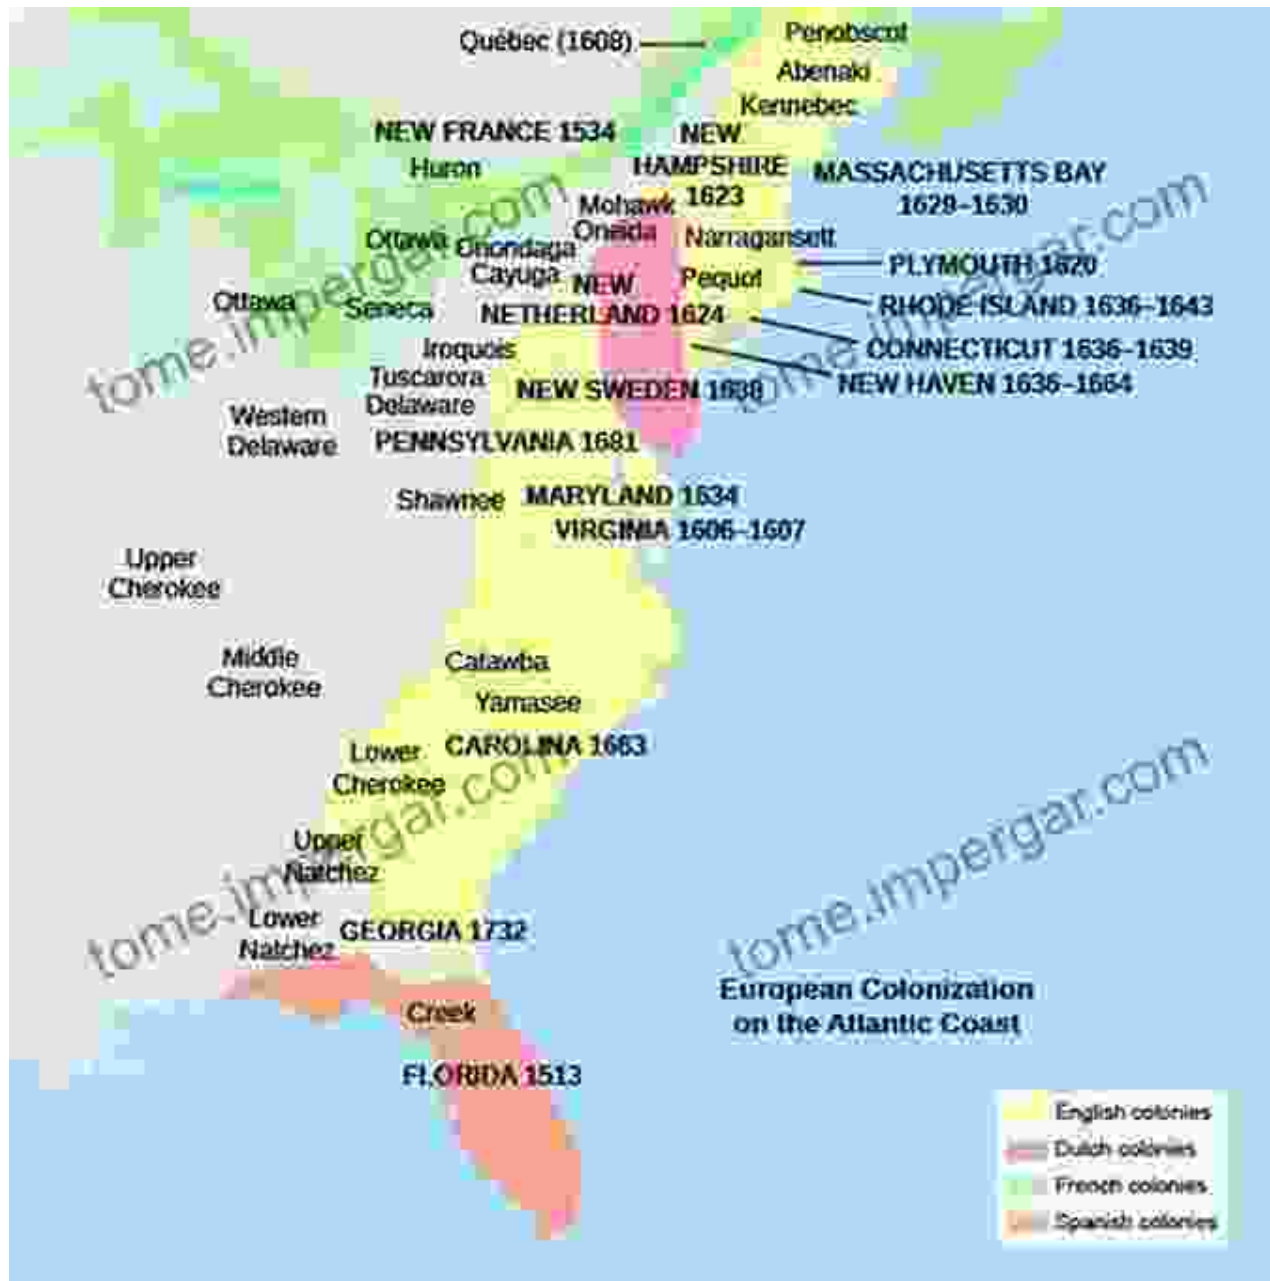 Québec (1608)
Penobscot
Abenaki
Kennebec
NEW FRANCE 1534
NEW
HAMPSHIRE
1623
Huron
MASSACHUSETTS BAY
1629–1630
Mohawk
Oneida
Narragansett
Ottawa
Onondaga
Cayuga
NEW
NETHERLAND 1624
Pequot
PLYMOUTH 1620
Ottawa
Seneca
RHODE ISLAND 1636–1643
Iroquois
CONNECTICUT 1636–1639
Tuscarora
Delaware
NEW SWEDEN 1638
NEW HAVEN 1636–1664
Western
Delaware
PENNSYLVANIA 1681
Shawnee
MARYLAND 1634
VIRGINIA 1606–1607
Upper
Cherokee
Middle
Cherokee
Catawba
Yamasee
Lower
Cherokee
CAROLINA 1663
Upper
Natchez
Lower
Natchez
GEORGIA 1732
Creek
FLORIDA 1513
European Colonization
on the Atlantic Coast
English colonies
Dutch colonies
French colonies
Spanish colonies
tome.impergar.com
tome.impergar.com
tome.impergar.com
tome.impergar.com